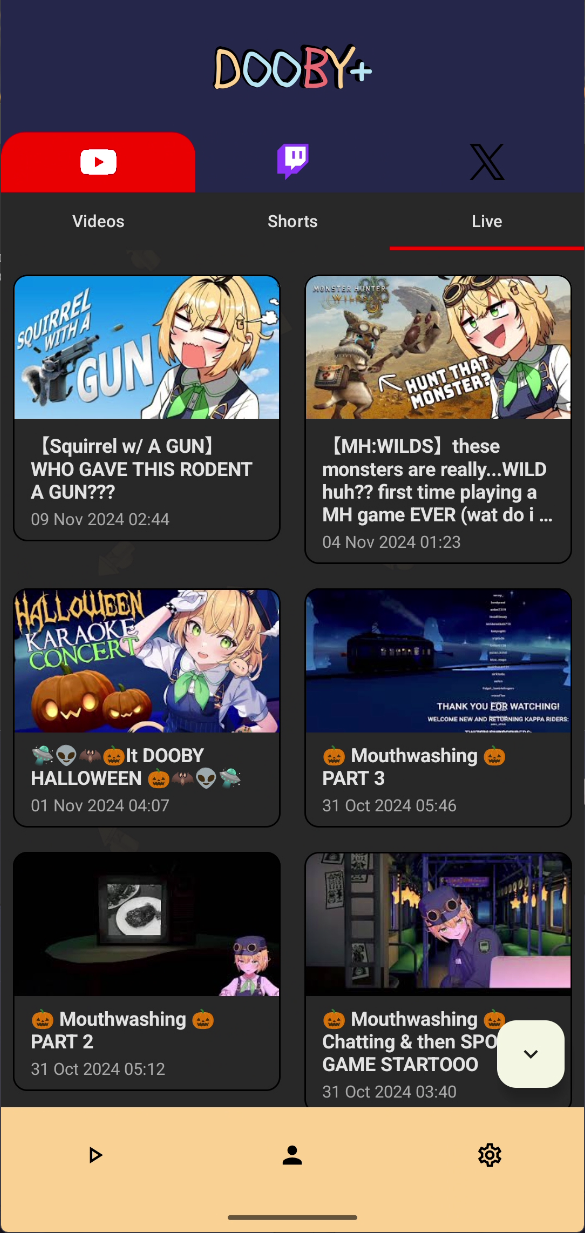 DOOBY+
Videos
Shorts
Live
SQUIRREL
WITH A
GUN
MONSTER HUNTER
WILDS
HUNT THAT
MONSTER?
【Squirrel w/ A GUN】
WHO GAVE THIS RODENT
A GUN???
09 Nov 2024 02:44
【MH:WILDS】these
monsters are really...WILD
huh?? first time playing a
MH game EVER (wat do i ...
04 Nov 2024 01:23
HALLOWEEN
KARAOKE
CONCERT
THANK YOU FOR WATCHING!
WELCOME NEW AND RETURNING KAPPA RIDERS:
🛸👽🦇🎃It DOOBY
HALLOWEEN 🎃🦇👽🛸
01 Nov 2024 04:07
🎃 Mouthwashing 🎃
PART 3
31 Oct 2024 05:46
🎃 Mouthwashing 🎃
PART 2
31 Oct 2024 05:12
🎃 Mouthwashing 🎃
Chatting & then SPO
GAME STARTOOO
31 Oct 2024 03:40